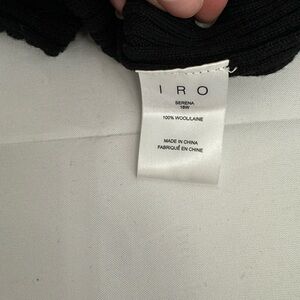 IRO
SERENA
18W
100% WOOL/LAINE
MADE IN CHINA
FABRIQUÉ EN CHINE